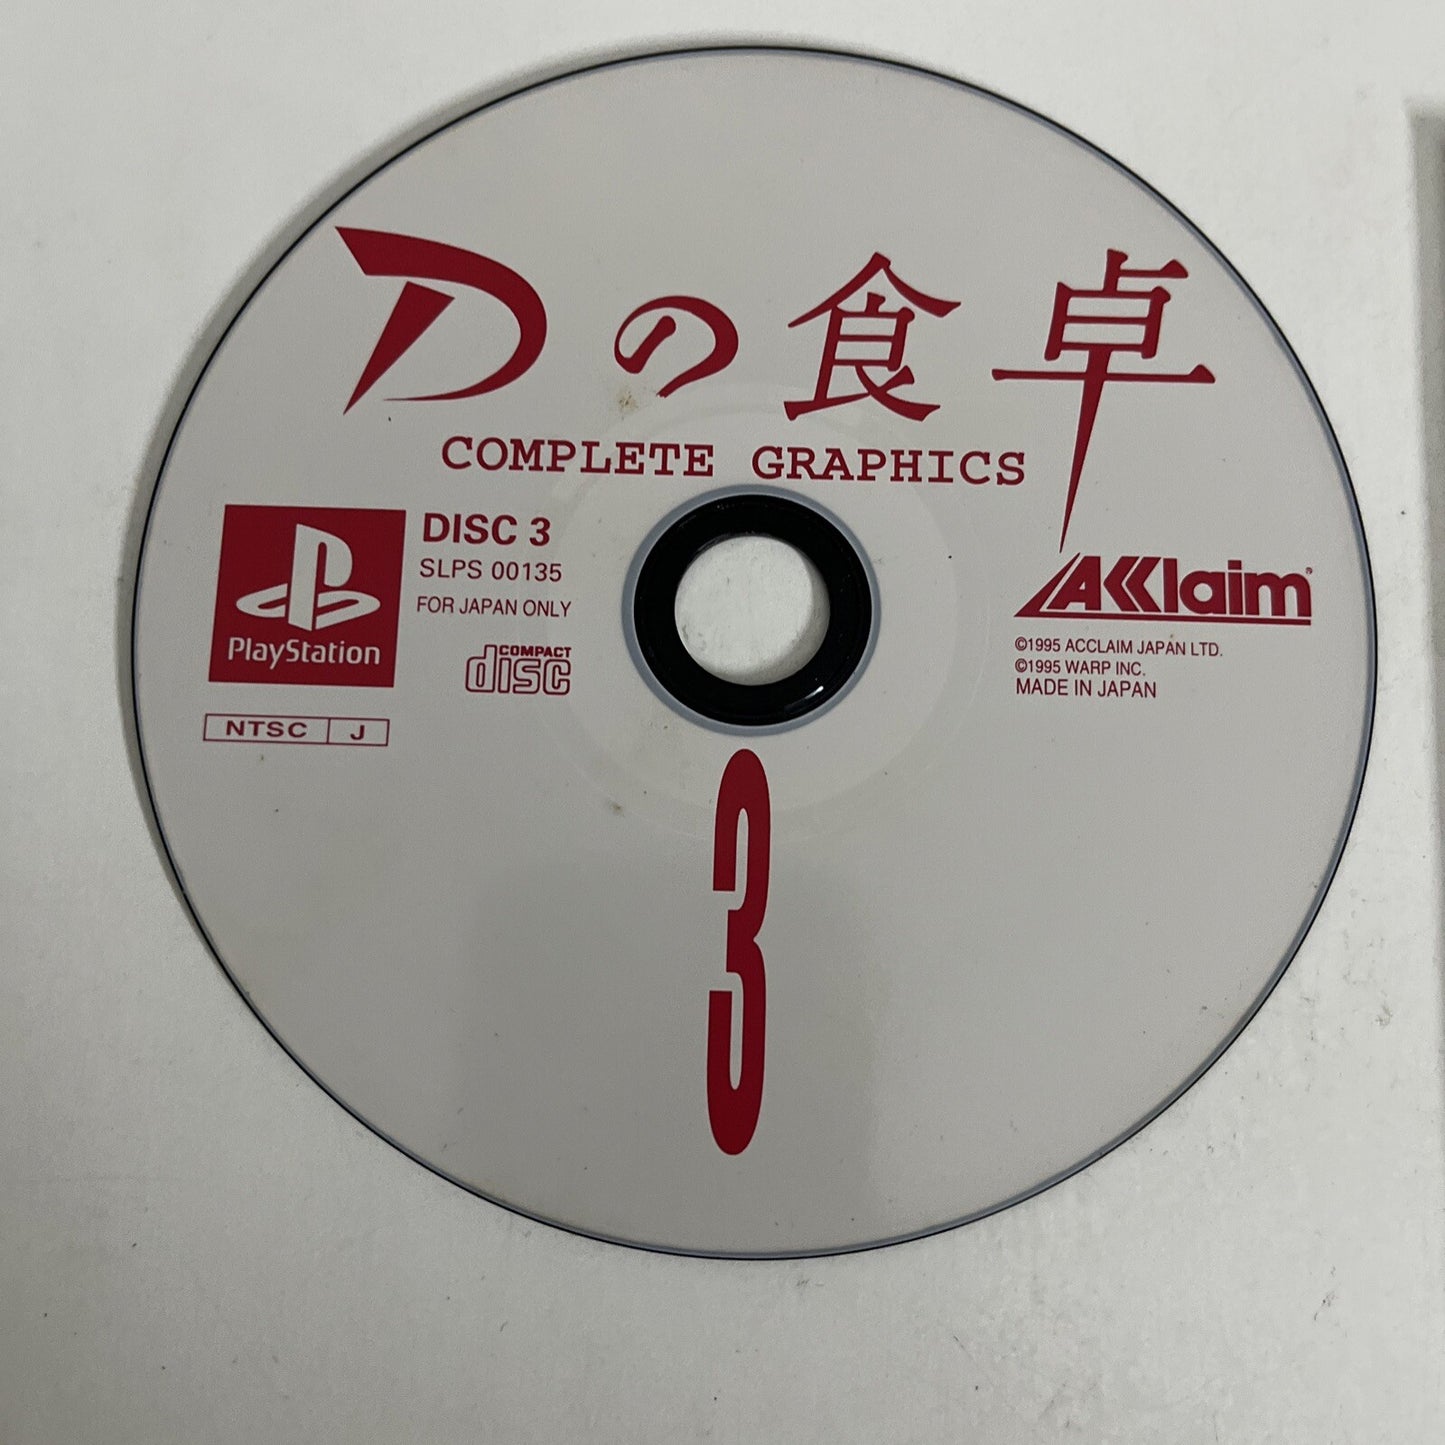 Dの食卓
COMPLETE GRAPHICS
DISC 3
SLPS 00135
FOR JAPAN ONLY
PlayStation
COMPACT
disc
NTSC J
Acclaim®
©1995 ACCLAIM JAPAN LTD.
©1995 WARP INC.
MADE IN JAPAN
3